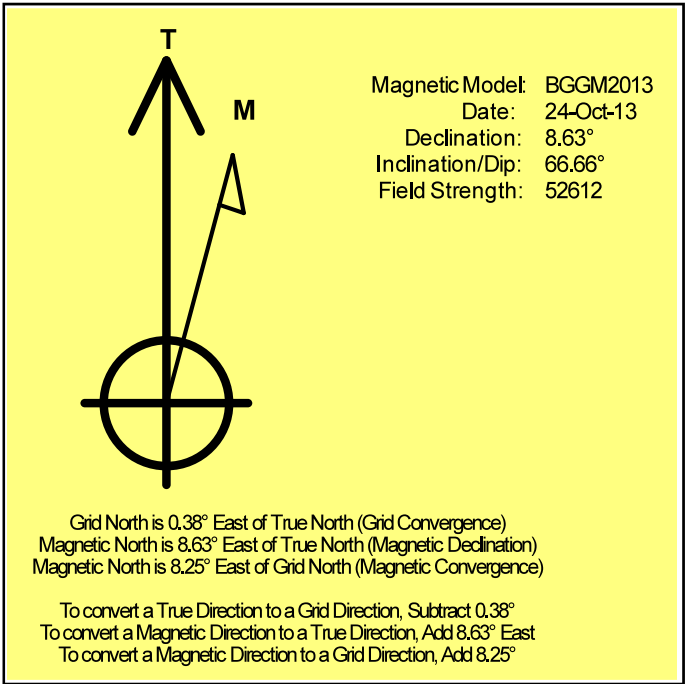 T
M
Magnetic Model: BGGM2013
Date: 24-Oct-13
Declination: 8.63°
Inclination/Dip: 66.66°
Field Strength: 52612
Grid North is 0.38° East of True North (Grid Convergence)
Magnetic North is 8.63° East of True North (Magnetic Declination)
Magnetic North is 8.25° East of Grid North (Magnetic Convergence)
To convert a True Direction to a Grid Direction, Subtract 0.38°
To convert a Magnetic Direction to a True Direction, Add 8.63° East
To convert a Magnetic Direction to a Grid Direction, Add 8.25°